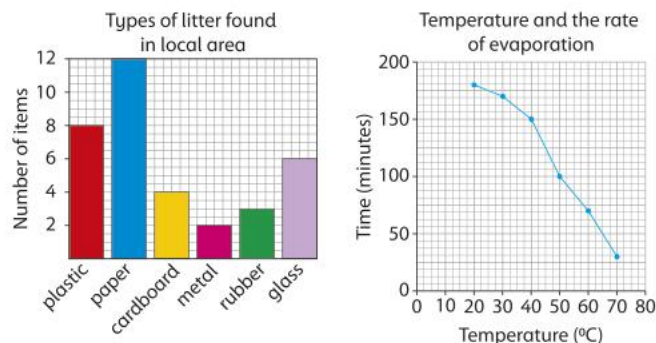 Types of litter found
in local area
Number of items
12
12
8
6
4
2
plastic
paper
cardboard
metal
rubber
glass
Temperature and the rate
of evaporation
Time (minutes)
200
150
100
50
0
0 10 20 30 40 50 60 70 80
Temperature (ºC)